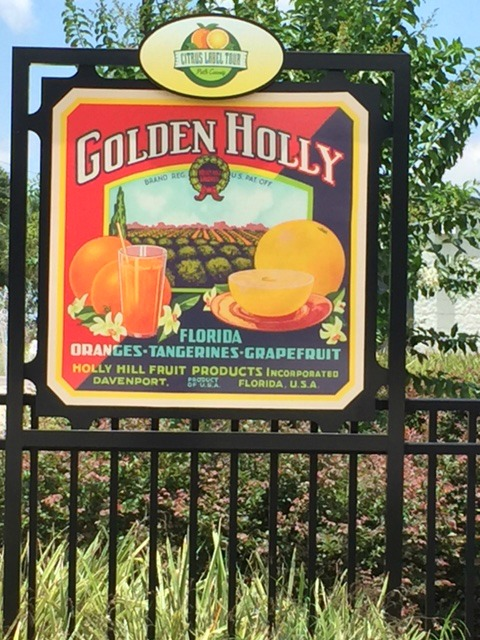 CITRUS LABEL TOUR
Polk County
GOLDEN HOLLY
BRAND REG. U.S. PAT. OFF.
FLORIDA
ORANGES-TANGERINES-GRAPEFRUIT
HOLLY HILL FRUIT PRODUCTS INCORPORATED
DAVENPORT, PRODUCT OF U.S.A. FLORIDA, U.S.A.